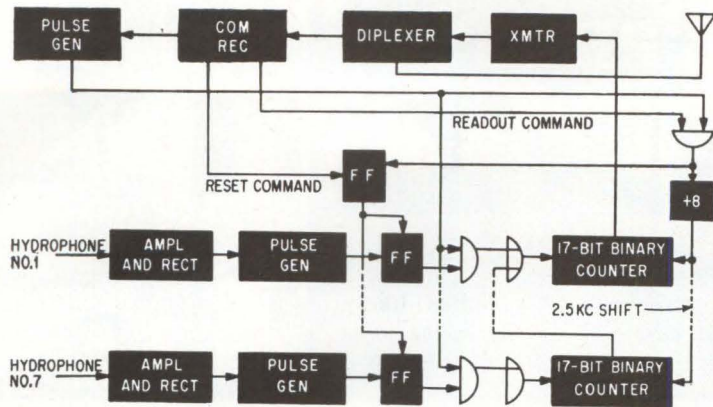 PULSE
GEN
COM
REC
DIPLEXER
XMTR
READOUT COMMAND
RESET COMMAND
FF
+8
HYDROPHONE
NO.1
AMPL
AND RECT
PULSE
GEN
FF
17-BIT BINARY
COUNTER
2.5 KC SHIFT
HYDROPHONE
NO.7
AMPL
AND RECT
PULSE
GEN
FF
17-BIT BINARY
COUNTER